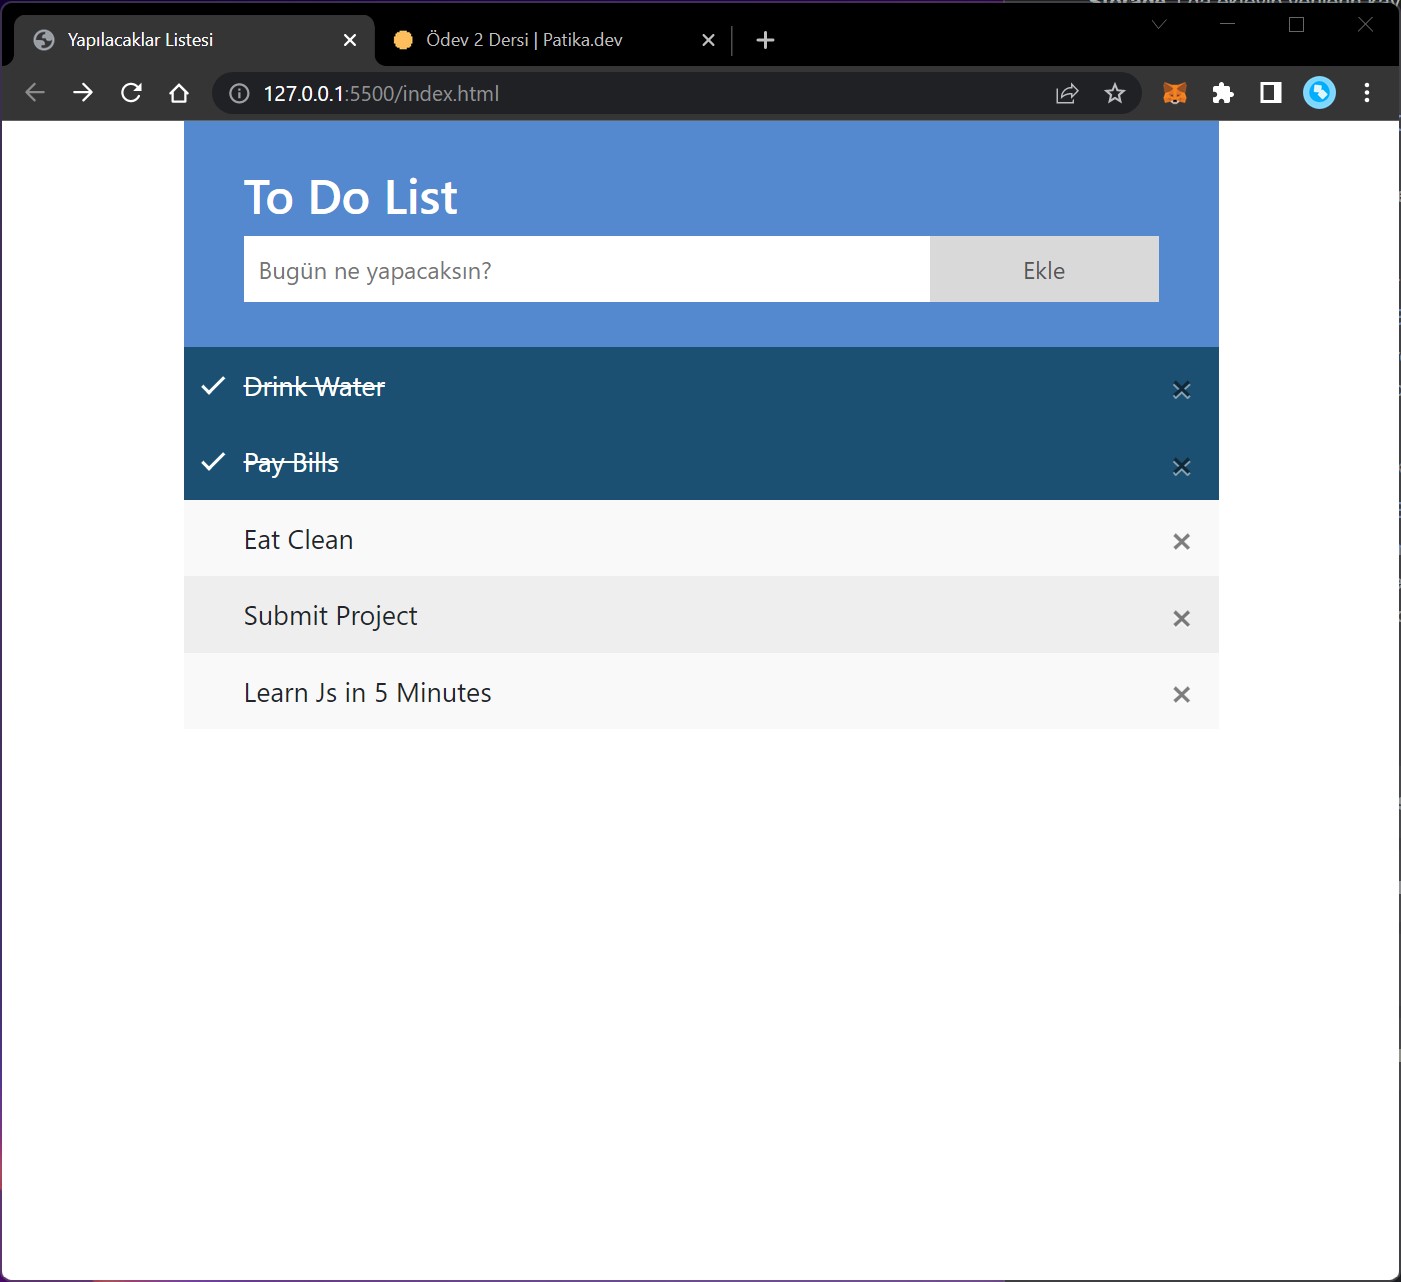 Yapılacaklar Listesi
Ödev 2 Dersi | Patika.dev
127.0.0.1:5500/index.html
To Do List
Bugün ne yapacaksın?
Ekle
Drink Water
Pay Bills
Eat Clean
Submit Project
Learn Js in 5 Minutes